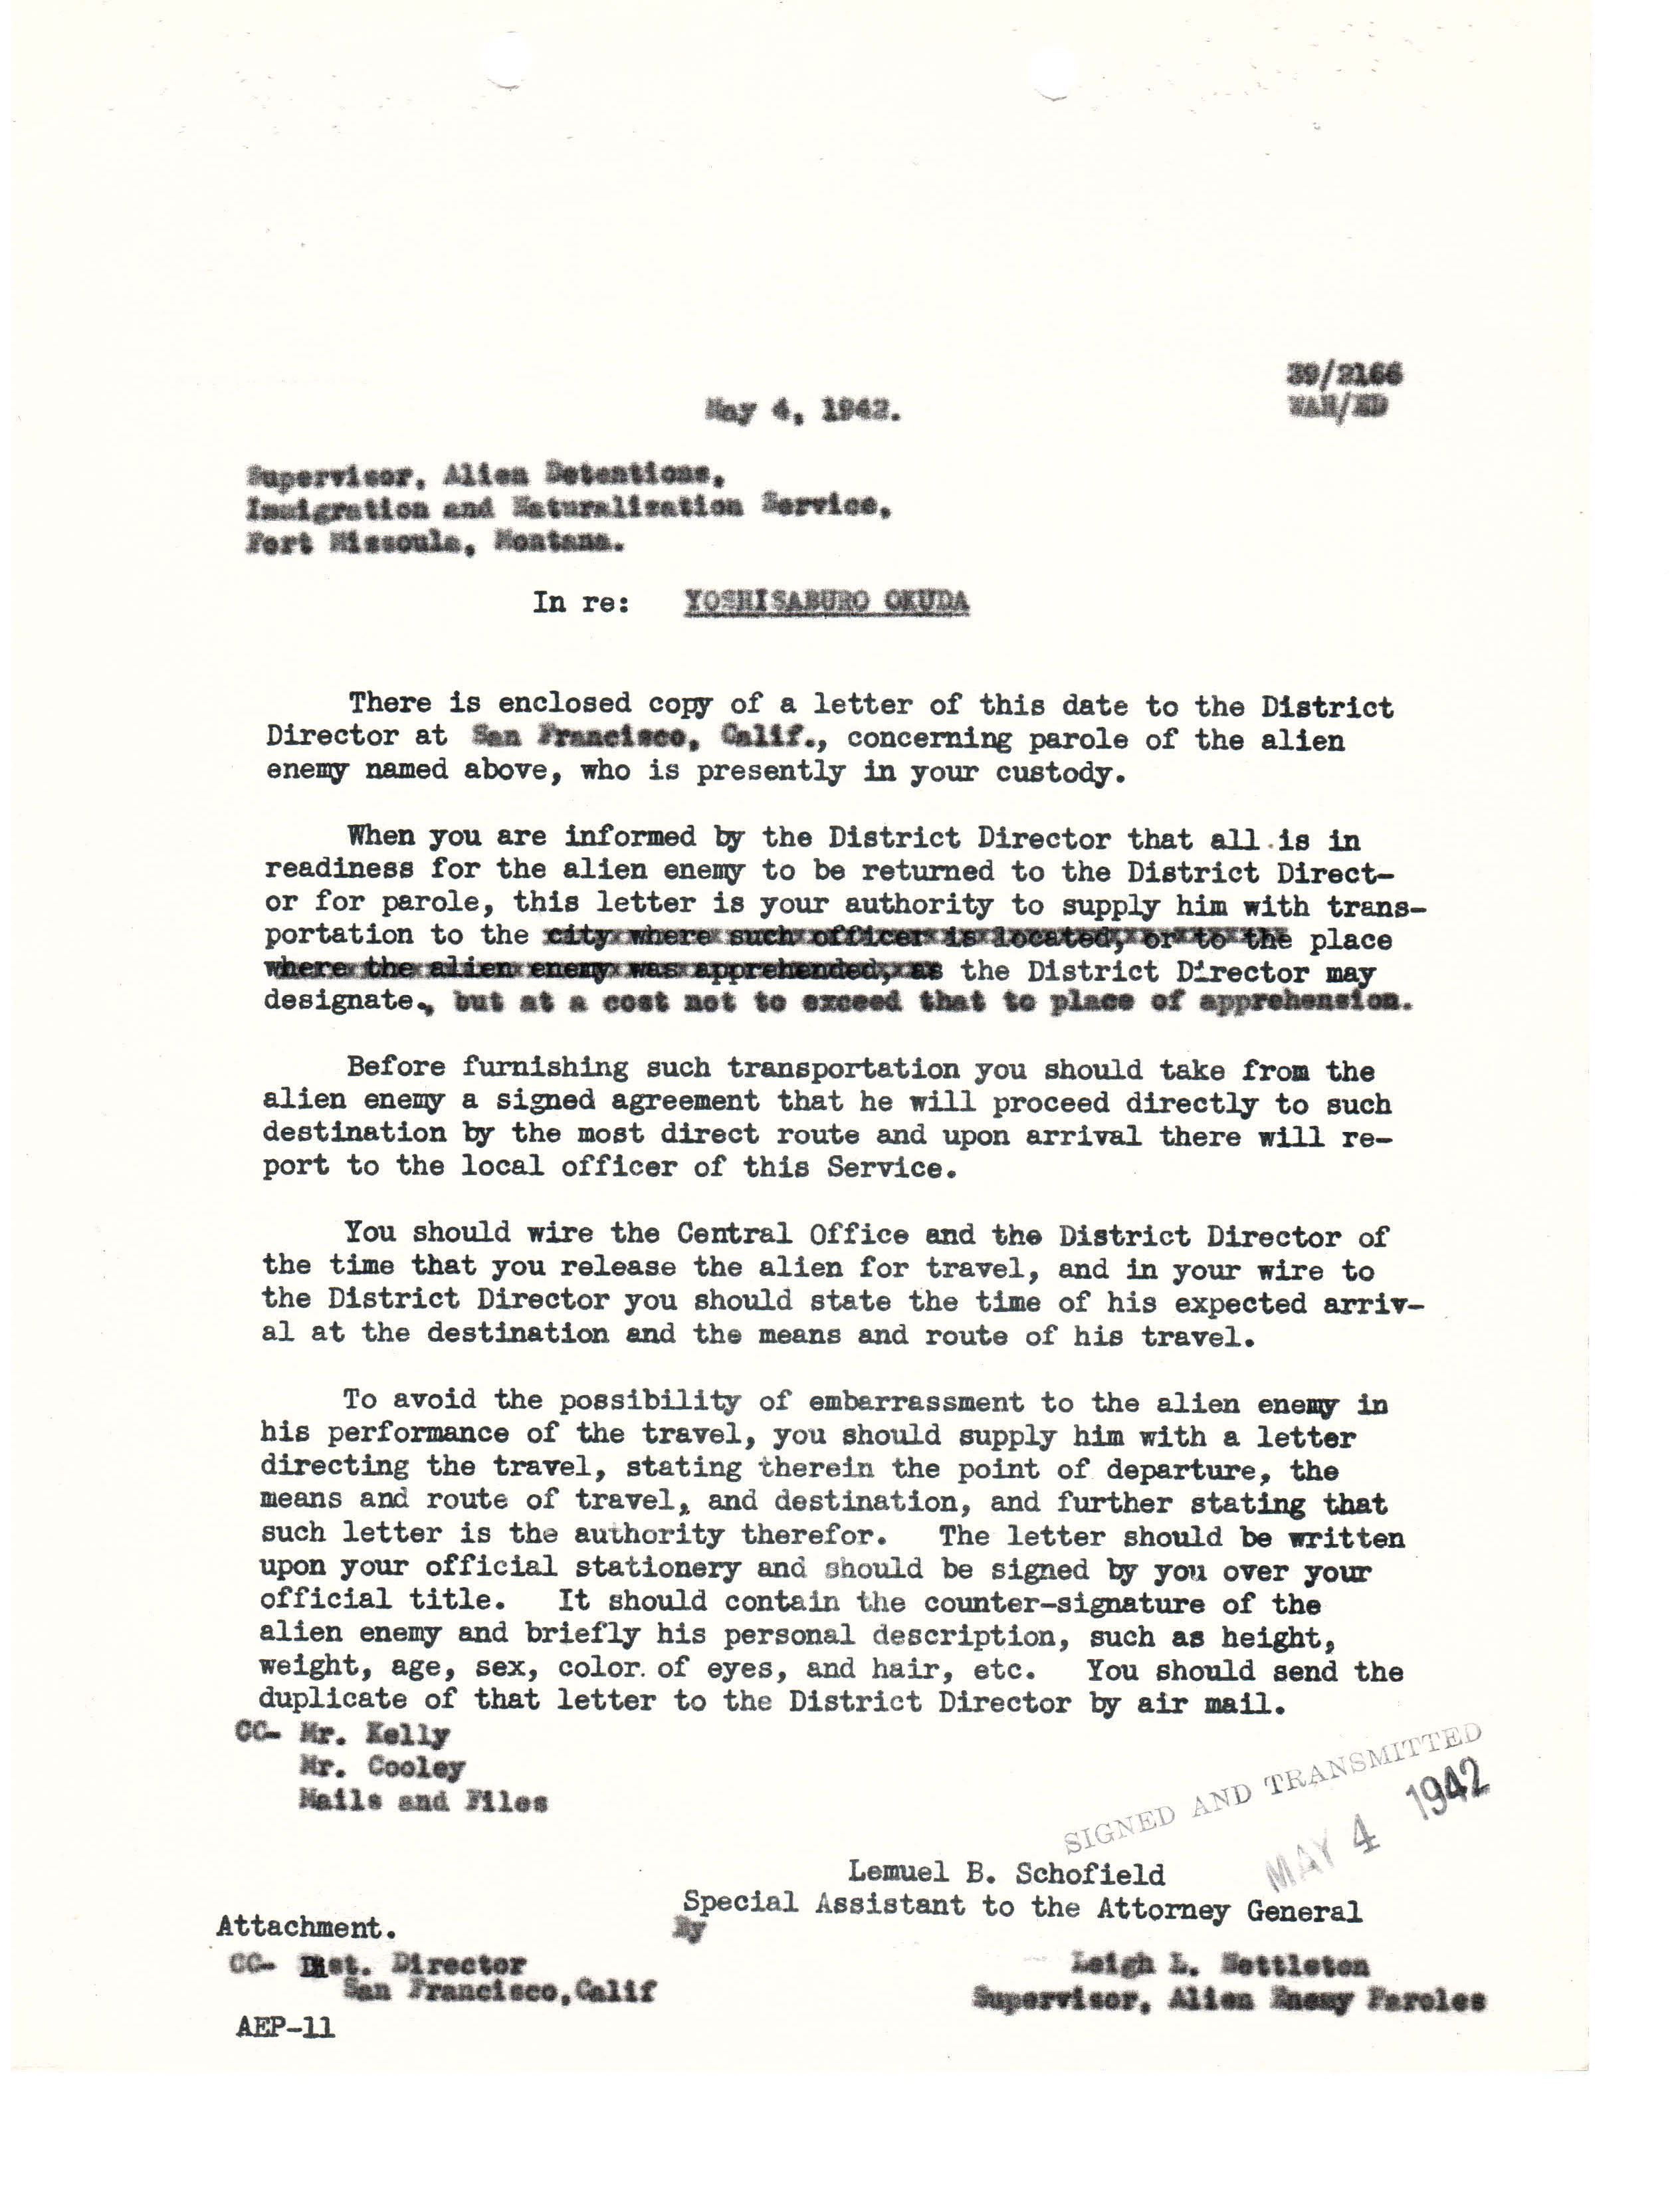 39/2166
WAH/HD
May 4, 1942.
Supervisor, Alien Detentions,
Immigration and Naturalization Service,
Fort Missoula, Montana.
In re: YOSHISABURO OKUDA
There is enclosed copy of a letter of this date to the District
Director at San Francisco, Calif., concerning parole of the alien
enemy named above, who is presently in your custody.
When you are informed by the District Director that all is in
readiness for the alien enemy to be returned to the District Direct-
or for parole, this letter is your authority to supply him with trans-
portation to the city where such officer is located, or to the place
where the alien enemy was apprehended, as the District Director may
designate., but at a cost not to exceed that to place of apprehension.
Before furnishing such transportation you should take from the
alien enemy a signed agreement that he will proceed directly to such
destination by the most direct route and upon arrival there will re-
port to the local officer of this Service.
You should wire the Central Office and the District Director of
the time that you release the alien for travel, and in your wire to
the District Director you should state the time of his expected arriv-
al at the destination and the means and route of his travel.
To avoid the possibility of embarrassment to the alien enemy in
his performance of the travel, you should supply him with a letter
directing the travel, stating therein the point of departure, the
means and route of travel, and destination, and further stating that
such letter is the authority therefor. The letter should be written
upon your official stationery and should be signed by you over your
official title. It should contain the counter-signature of the
alien enemy and briefly his personal description, such as height,
weight, age, sex, color. of eyes, and hair, etc. You should send the
duplicate of that letter to the District Director by air mail.
CC- Mr. Kelly
Mr. Cooley
Mails and Files
SIGNED AND TRANSMITTED
MAY 4 1942
Lemuel B. Schofield
Special Assistant to the Attorney General
By
Attachment.
CC- Dist. Director
San Francisco, Calif
Leigh L. Nettleton
Supervisor, Alien Enemy Paroles
AEP-11